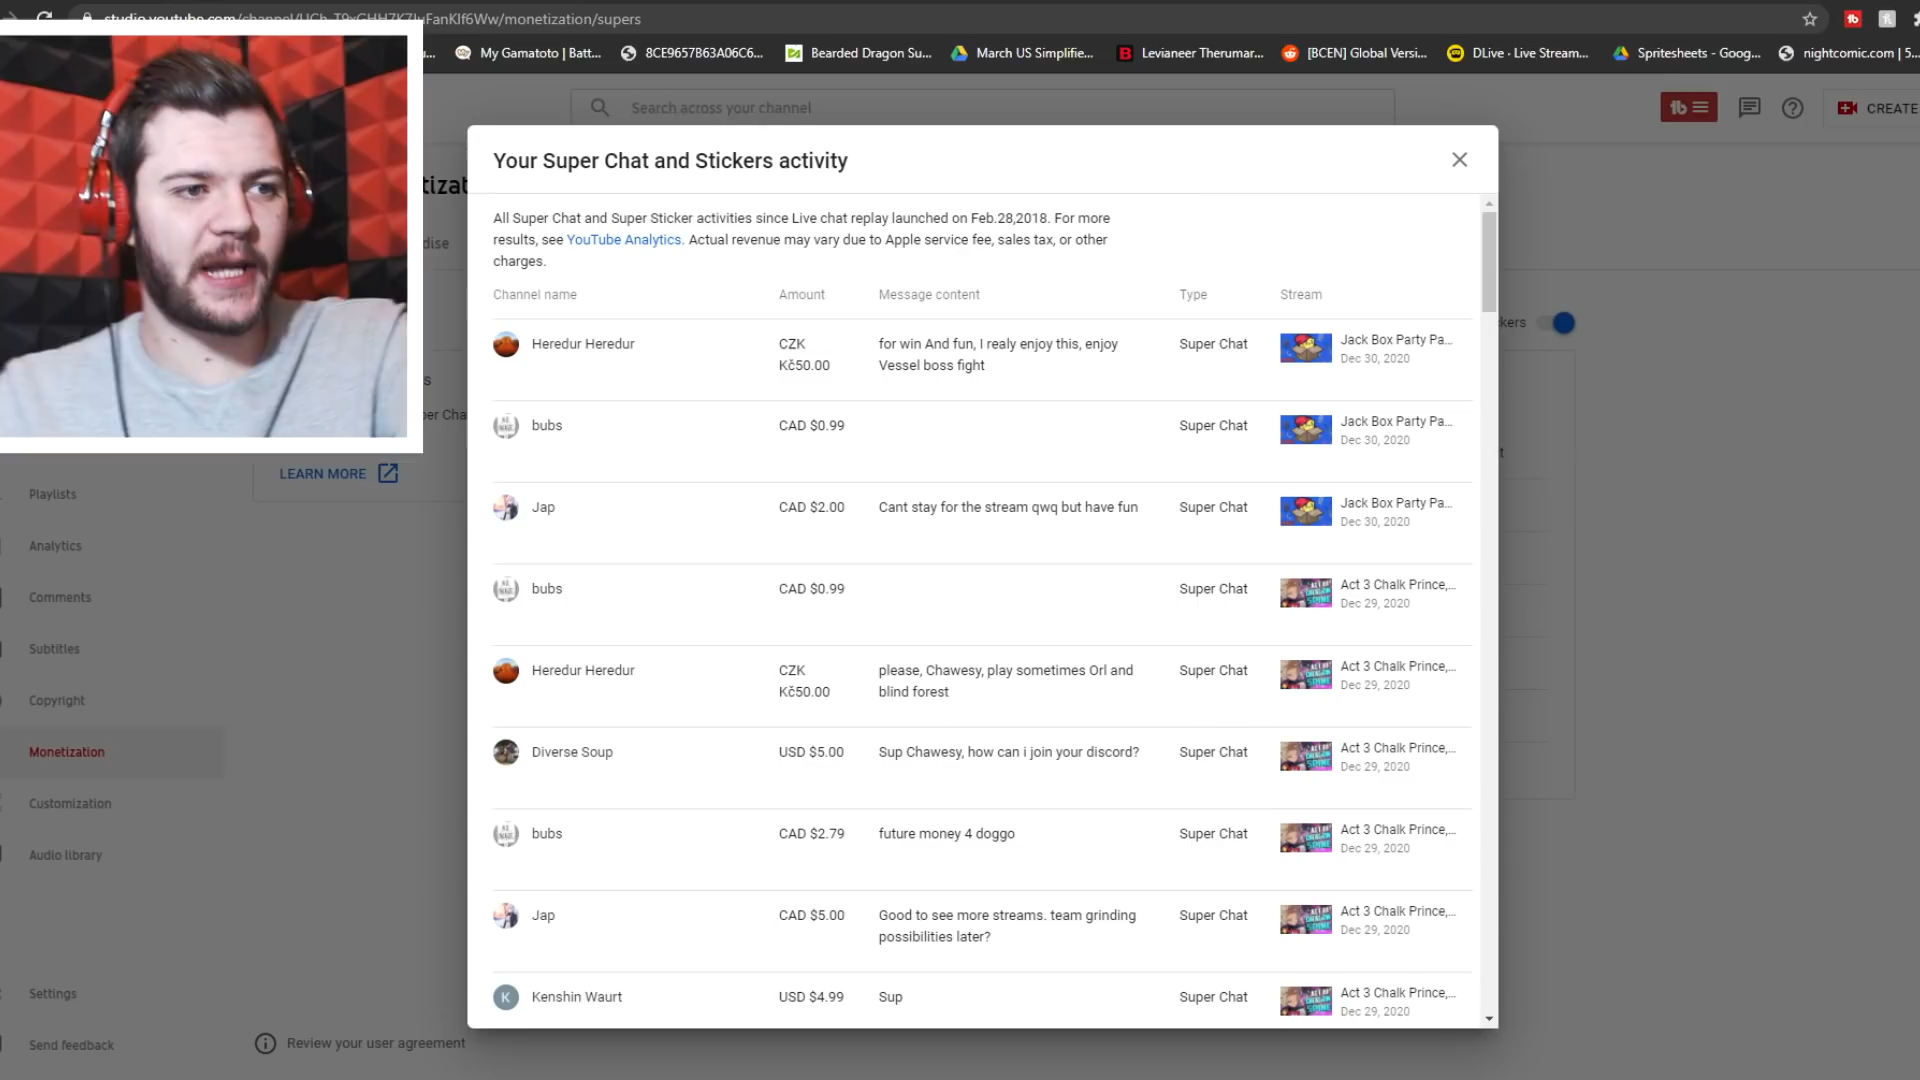 studio.youtube.com/channel/UCh_T9xGHHZKZIuFanKIf6Ww/monetization/supers
My Gamatoto | Batt... 8CE9657B63A06C6... Bearded Dragon Su... March US Simplifie... Levianeer Therumar... [BCEN] Global Versi... DLive · Live Stream... Spritesheets - Goog... nightcomic.com | 5...
Search across your channel
CREATE
Your Super Chat and Stickers activity
All Super Chat and Super Sticker activities since Live chat replay launched on Feb.28,2018. For more
results, see YouTube Analytics. Actual revenue may vary due to Apple service fee, sales tax, or other
charges.
Channel name Amount Message content Type Stream
Heredur Heredur CZK for win And fun, I realy enjoy this, enjoy Super Chat Jack Box Party Pa...
Kč50.00 Vessel boss fight Dec 30, 2020
bubs CAD $0.99 Super Chat Jack Box Party Pa...
Dec 30, 2020
Jap CAD $2.00 Cant stay for the stream qwq but have fun Super Chat Jack Box Party Pa...
Dec 30, 2020
bubs CAD $0.99 Super Chat Act 3 Chalk Prince,...
Dec 29, 2020
Heredur Heredur CZK please, Chawesy, play sometimes Orl and Super Chat Act 3 Chalk Prince,...
Kč50.00 blind forest Dec 29, 2020
Diverse Soup USD $5.00 Sup Chawesy, how can i join your discord? Super Chat Act 3 Chalk Prince,...
Dec 29, 2020
bubs CAD $2.79 future money 4 doggo Super Chat Act 3 Chalk Prince,...
Dec 29, 2020
Jap CAD $5.00 Good to see more streams. team grinding Super Chat Act 3 Chalk Prince,...
possibilities later? Dec 29, 2020
K Kenshin Waurt USD $4.99 Sup Super Chat Act 3 Chalk Prince,...
Dec 29, 2020
LEARN MORE
Playlists
Analytics
Comments
Subtitles
Copyright
Monetization
Customization
Audio library
Settings
Send feedback
Review your user agreement